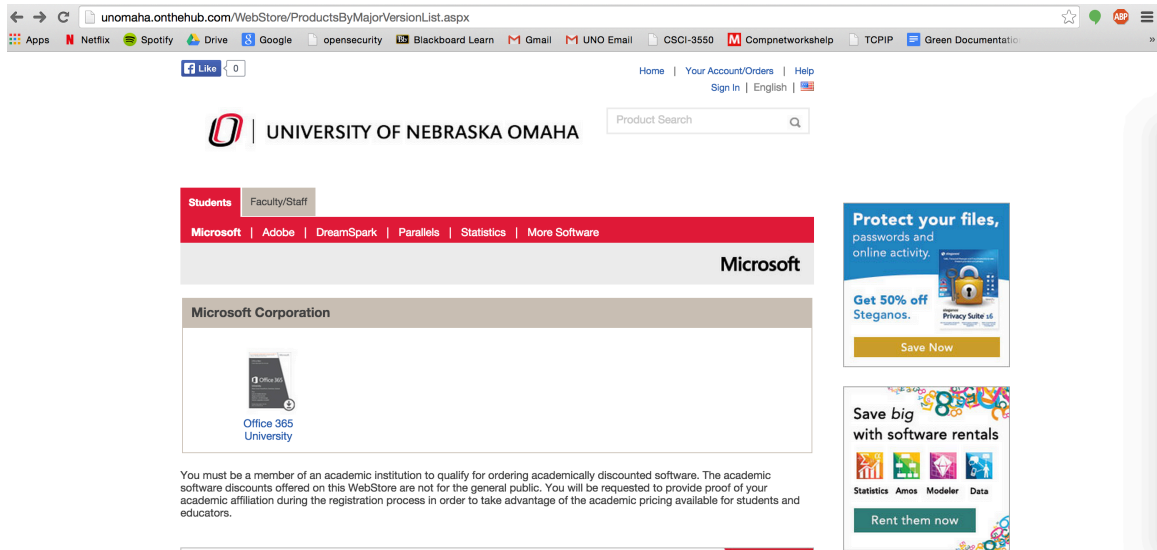 unomaha.onthehub.com/WebStore/ProductsByMajorVersionList.aspx
ABP
Apps Netflix Spotify Drive Google opensecurity Blackboard Learn Gmail UNO Email CSCI-3550 Compnetworkshelp TCPIP Green Documentatio »
Like 0
Home | Your Account/Orders | Help
Sign In | English |
UNIVERSITY OF NEBRASKA OMAHA
Product Search
Students Faculty/Staff
Microsoft | Adobe | DreamSpark | Parallels | Statistics | More Software
Microsoft
Microsoft Corporation
Office 365
Office 365
University
You must be a member of an academic institution to qualify for ordering academically discounted software. The academic
software discounts offered on this WebStore are not for the general public. You will be requested to provide proof of your
academic affiliation during the registration process in order to take advantage of the academic pricing available for students and
educators.
Protect your files,
passwords and
online activity.
Get 50% off
Steganos.
steganos
Privacy Suite 16
Save Now
Save big
with software rentals
Statistics Amos Modeler Data
Rent them now